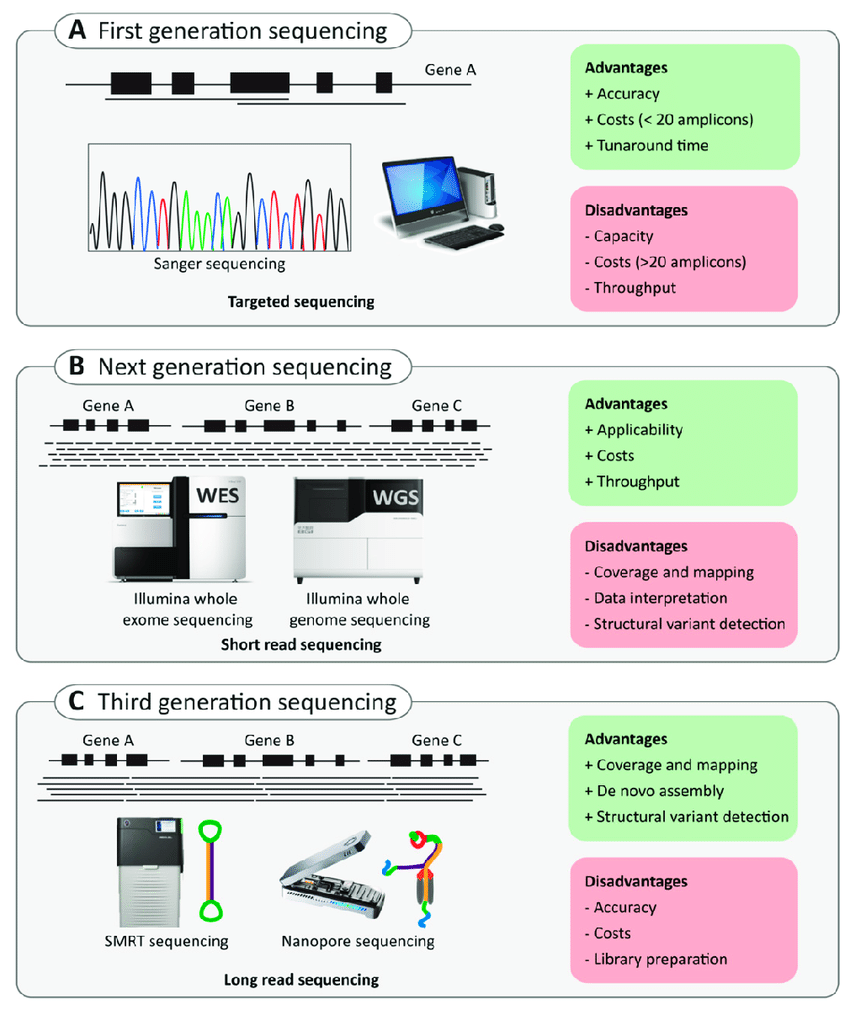 A First generation sequencing
Gene A
Sanger sequencing
Targeted sequencing
Advantages
+ Accuracy
+ Costs (< 20 amplicons)
+ Tunaround time
Disadvantages
- Capacity
- Costs (>20 amplicons)
- Throughput
B Next generation sequencing
Gene A Gene B Gene C
WES
WGS
Illumina whole
exome sequencing
Illumina whole
genome sequencing
Short read sequencing
Advantages
+ Applicability
+ Costs
+ Throughput
Disadvantages
- Coverage and mapping
- Data interpretation
- Structural variant detection
C Third generation sequencing
Gene A Gene B Gene C
SMRT sequencing
Nanopore sequencing
Long read sequencing
Advantages
+ Coverage and mapping
+ De novo assembly
+ Structural variant detection
Disadvantages
- Accuracy
- Costs
- Library preparation